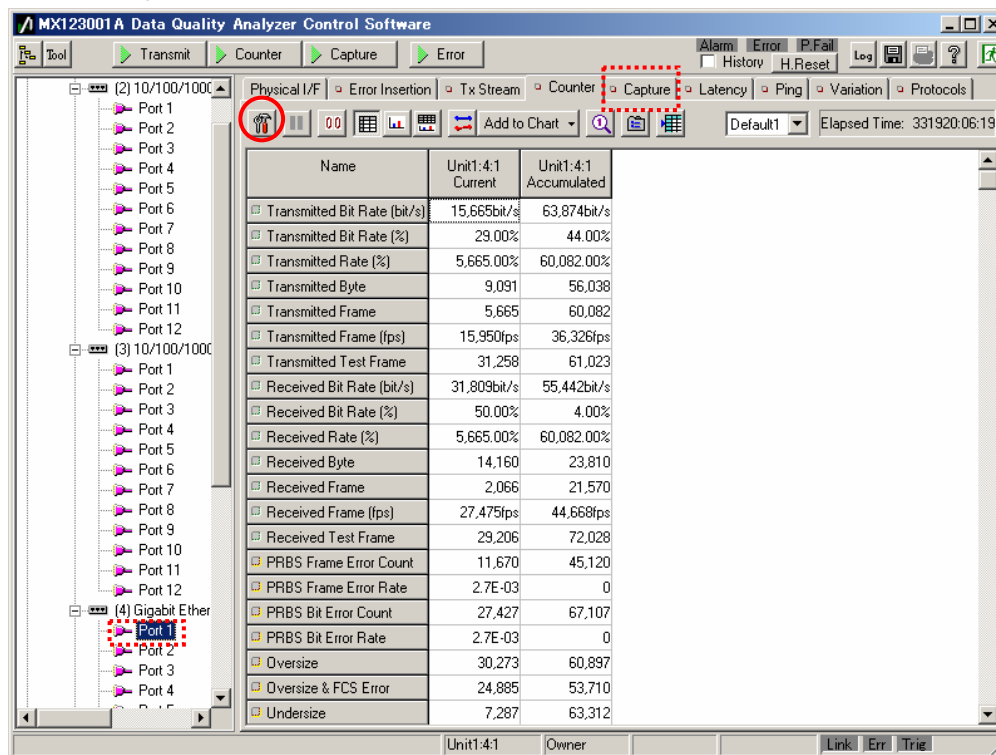 MX123001A Data Quality Analyzer Control Software
Tool Transmit Counter Capture Error Alarm Error P.Fail Log
History H.Reset
Physical I/F Error Insertion Tx Stream Counter Capture Latency Ping Variation Protocols
Add to Chart Default1 Elapsed Time: 331920:06:19
(2) 10/100/1000
Port 1
Port 2
Port 3
Port 4
Port 5
Port 6
Port 7
Port 8
Port 9
Port 10
Port 11
Port 12
(3) 10/100/1000
Port 1
Port 2
Port 3
Port 4
Port 5
Port 6
Port 7
Port 8
Port 9
Port 10
Port 11
Port 12
(4) Gigabit Ether
Port 1
Port 2
Port 3
Port 4
Name Unit1:4:1 Current Unit1:4:1 Accumulated
Transmitted Bit Rate (bit/s) 15,665bit/s 63,874bit/s
Transmitted Bit Rate (%) 29.00% 44.00%
Transmitted Rate (%) 5,665.00% 60,082.00%
Transmitted Byte 9,091 56,038
Transmitted Frame 5,665 60,082
Transmitted Frame (fps) 15,950fps 36,326fps
Transmitted Test Frame 31,258 61,023
Received Bit Rate (bit/s) 31,809bit/s 55,442bit/s
Received Bit Rate (%) 50.00% 4.00%
Received Rate (%) 5,665.00% 60,082.00%
Received Byte 14,160 23,810
Received Frame 2,066 21,570
Received Frame (fps) 27,475fps 44,668fps
Received Test Frame 29,206 72,028
PRBS Frame Error Count 11,670 45,120
PRBS Frame Error Rate 2.7E-03 0
PRBS Bit Error Count 27,427 67,107
PRBS Bit Error Rate 2.7E-03 0
Oversize 30,273 60,897
Oversize & FCS Error 24,885 53,710
Undersize 7,287 63,312
Unit1:4:1 Owner Link Err Trig